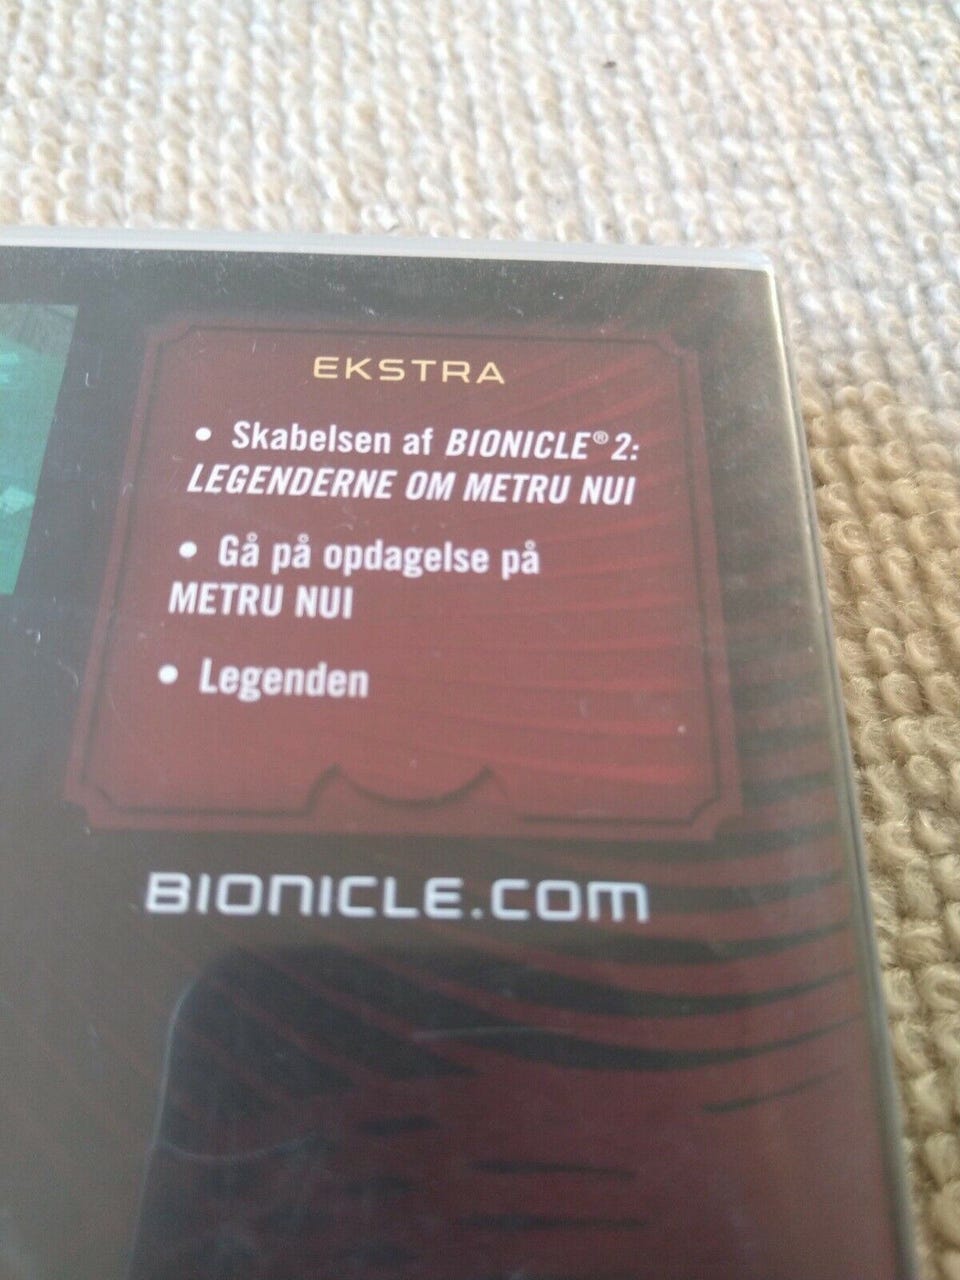 EKSTRA
• Skabelsen af BIONICLE® 2:
LEGENDERNE OM METRU NUI
• Gå på opdagelse på
METRU NUI
• Legenden
BIONICLE.COM